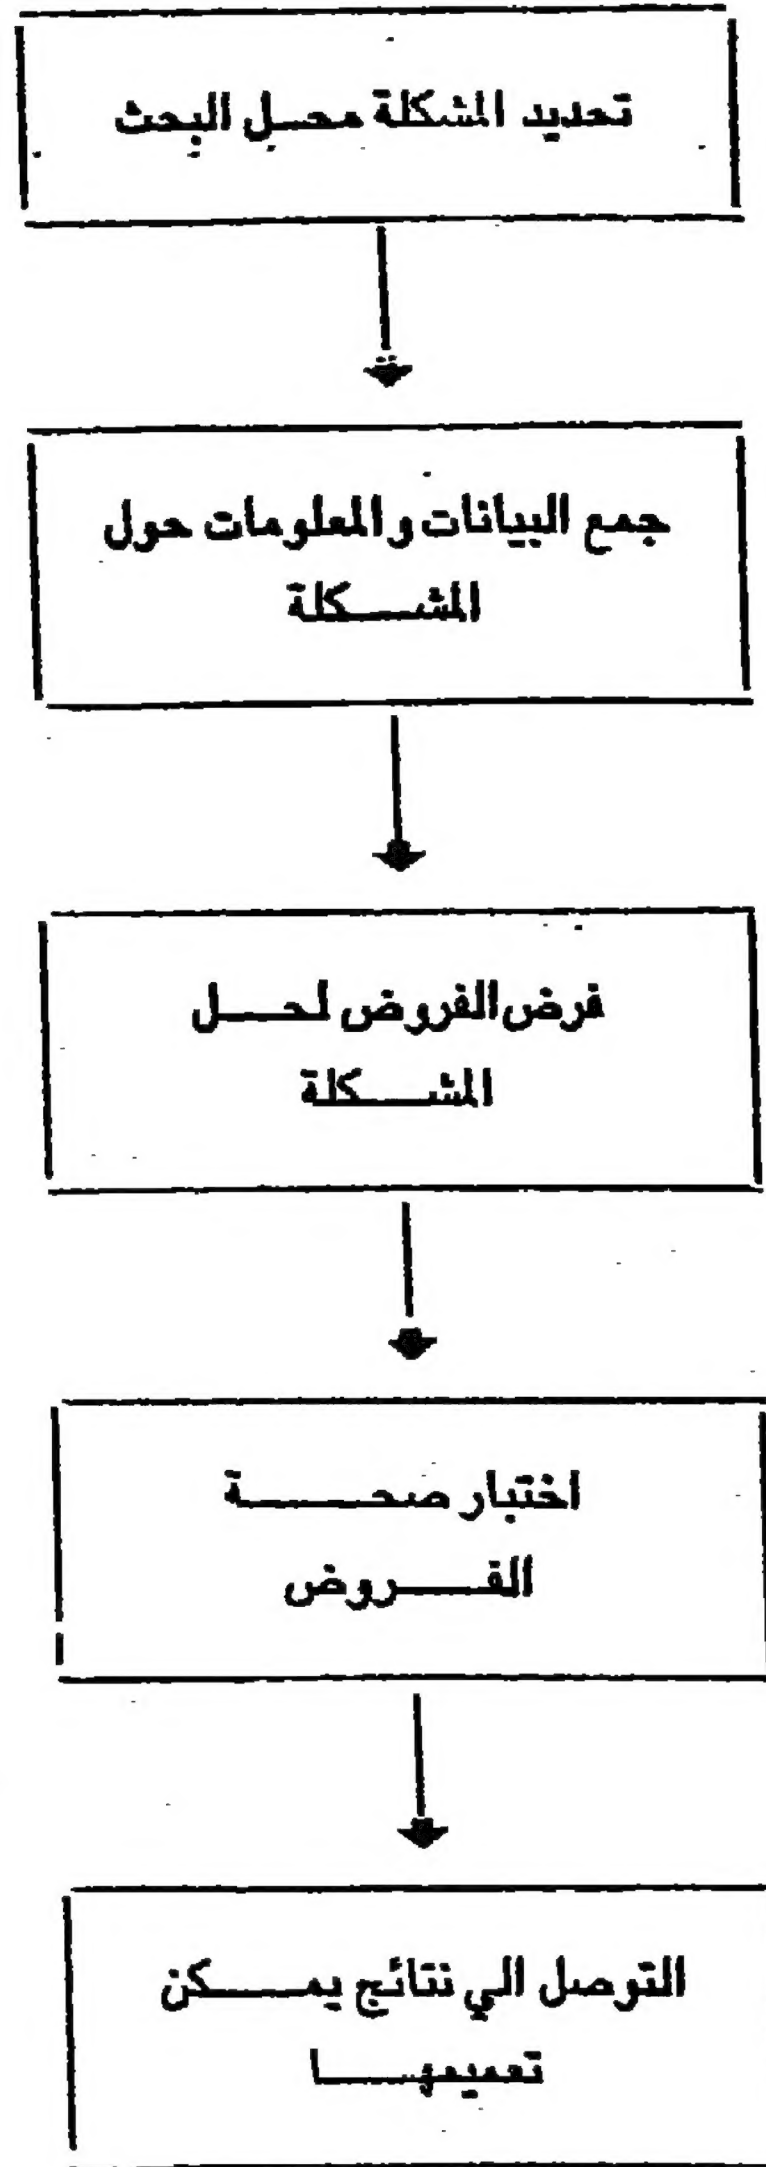 تحديد المشكلة محل البحث
جمع البيانات والمعلومات حول
المشكلة
فرض الفروض لحل
المشكلة
اختبار صحة
الفروض
التوصل الي نتائج يمكن
تعميمها